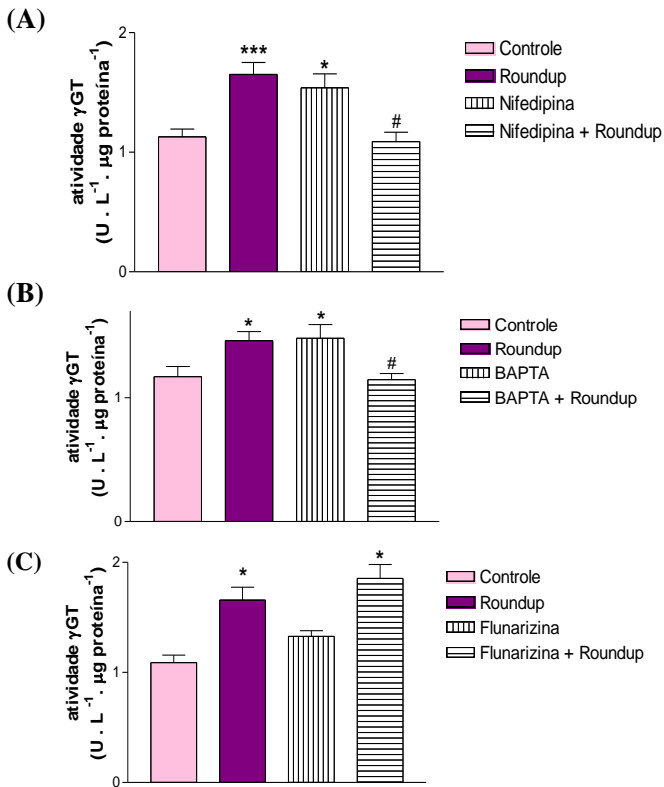 (A)
atividade γGT
(U . L⁻¹ . µg proteína⁻¹)
2
1
0
***
*
#
Controle
Roundup
Nifedipina
Nifedipina + Roundup
(B)
atividade γGT
(U . L⁻¹ . µg proteína⁻¹)
1
0
*
*
#
Controle
Roundup
BAPTA
BAPTA + Roundup
(C)
atividade γGT
(U . L⁻¹ . µg proteína⁻¹)
2
1
0
*
*
Controle
Roundup
Flunarizina
Flunarizina + Roundup